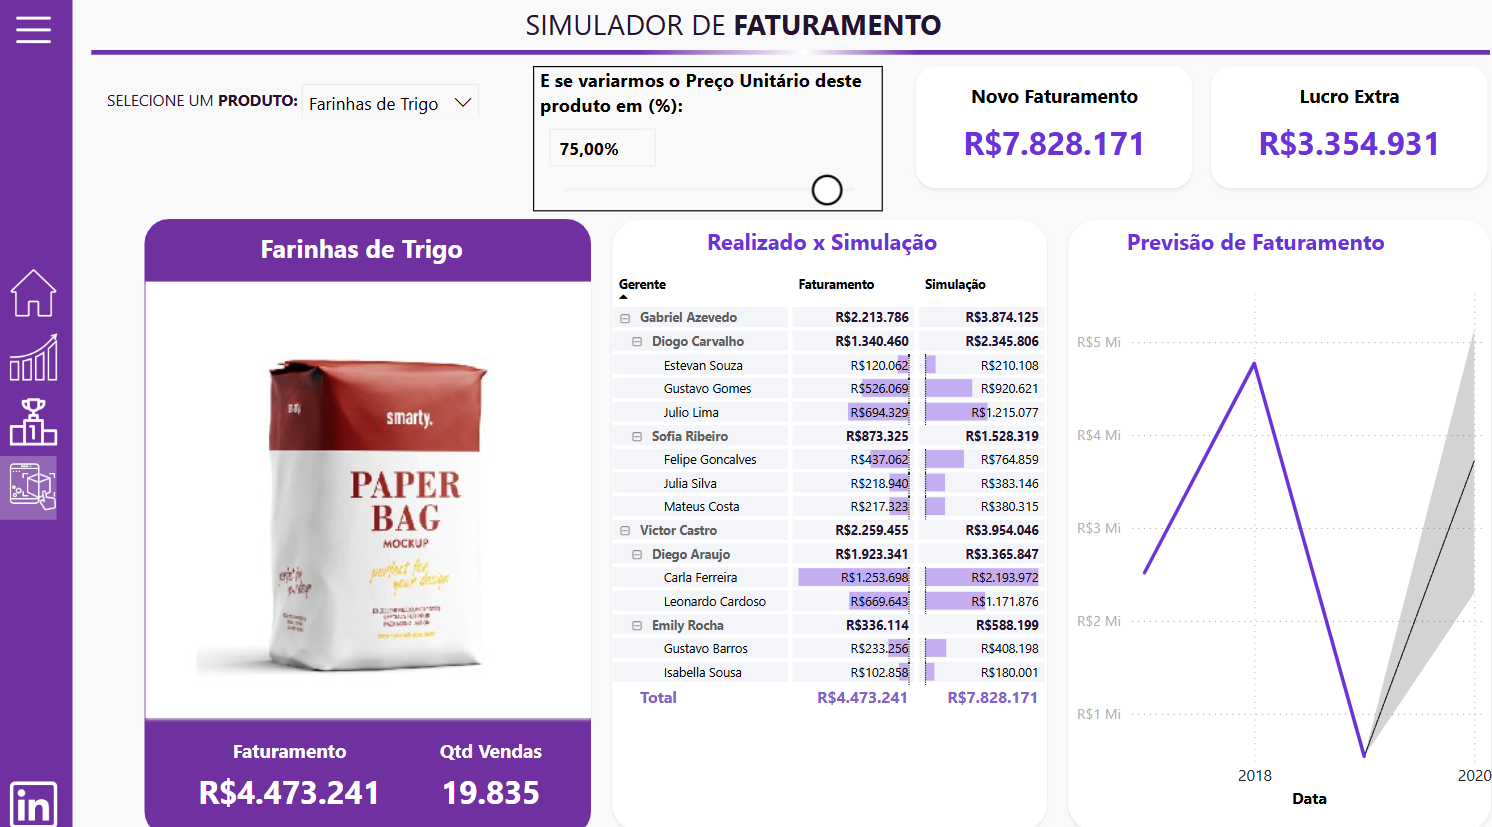 SIMULADOR DE FATURAMENTO
SELECIONE UM PRODUTO:
Farinhas de Trigo
E se variarmos o Preço Unitário deste
produto em (%):
75,00%
Novo Faturamento
R$7.828.171
Lucro Extra
R$3.354.931
Farinhas de Trigo
smarty.
PAPER
BAG
MOCKUP
perfect for
your design
Faturamento
Qtd Vendas
R$4.473.241
19.835
Realizado x Simulação
Gerente Faturamento Simulação
Gabriel Azevedo R$2.213.786 R$3.874.125
Diogo Carvalho R$1.340.460 R$2.345.806
Estevan Souza R$120.062 R$210.108
Gustavo Gomes R$526.069 R$920.621
Julio Lima R$694.329 R$1.215.077
Sofia Ribeiro R$873.325 R$1.528.319
Felipe Goncalves R$437.062 R$764.859
Julia Silva R$218.940 R$383.146
Mateus Costa R$217.323 R$380.315
Victor Castro R$2.259.455 R$3.954.046
Diego Araujo R$1.923.341 R$3.365.847
Carla Ferreira R$1.253.698 R$2.193.972
Leonardo Cardoso R$669.643 R$1.171.876
Emily Rocha R$336.114 R$588.199
Gustavo Barros R$233.256 R$408.198
Isabella Sousa R$102.858 R$180.001
Total R$4.473.241 R$7.828.171
Previsão de Faturamento
R$5 Mi
R$4 Mi
R$3 Mi
R$2 Mi
R$1 Mi
2018
2020
Data
1
in